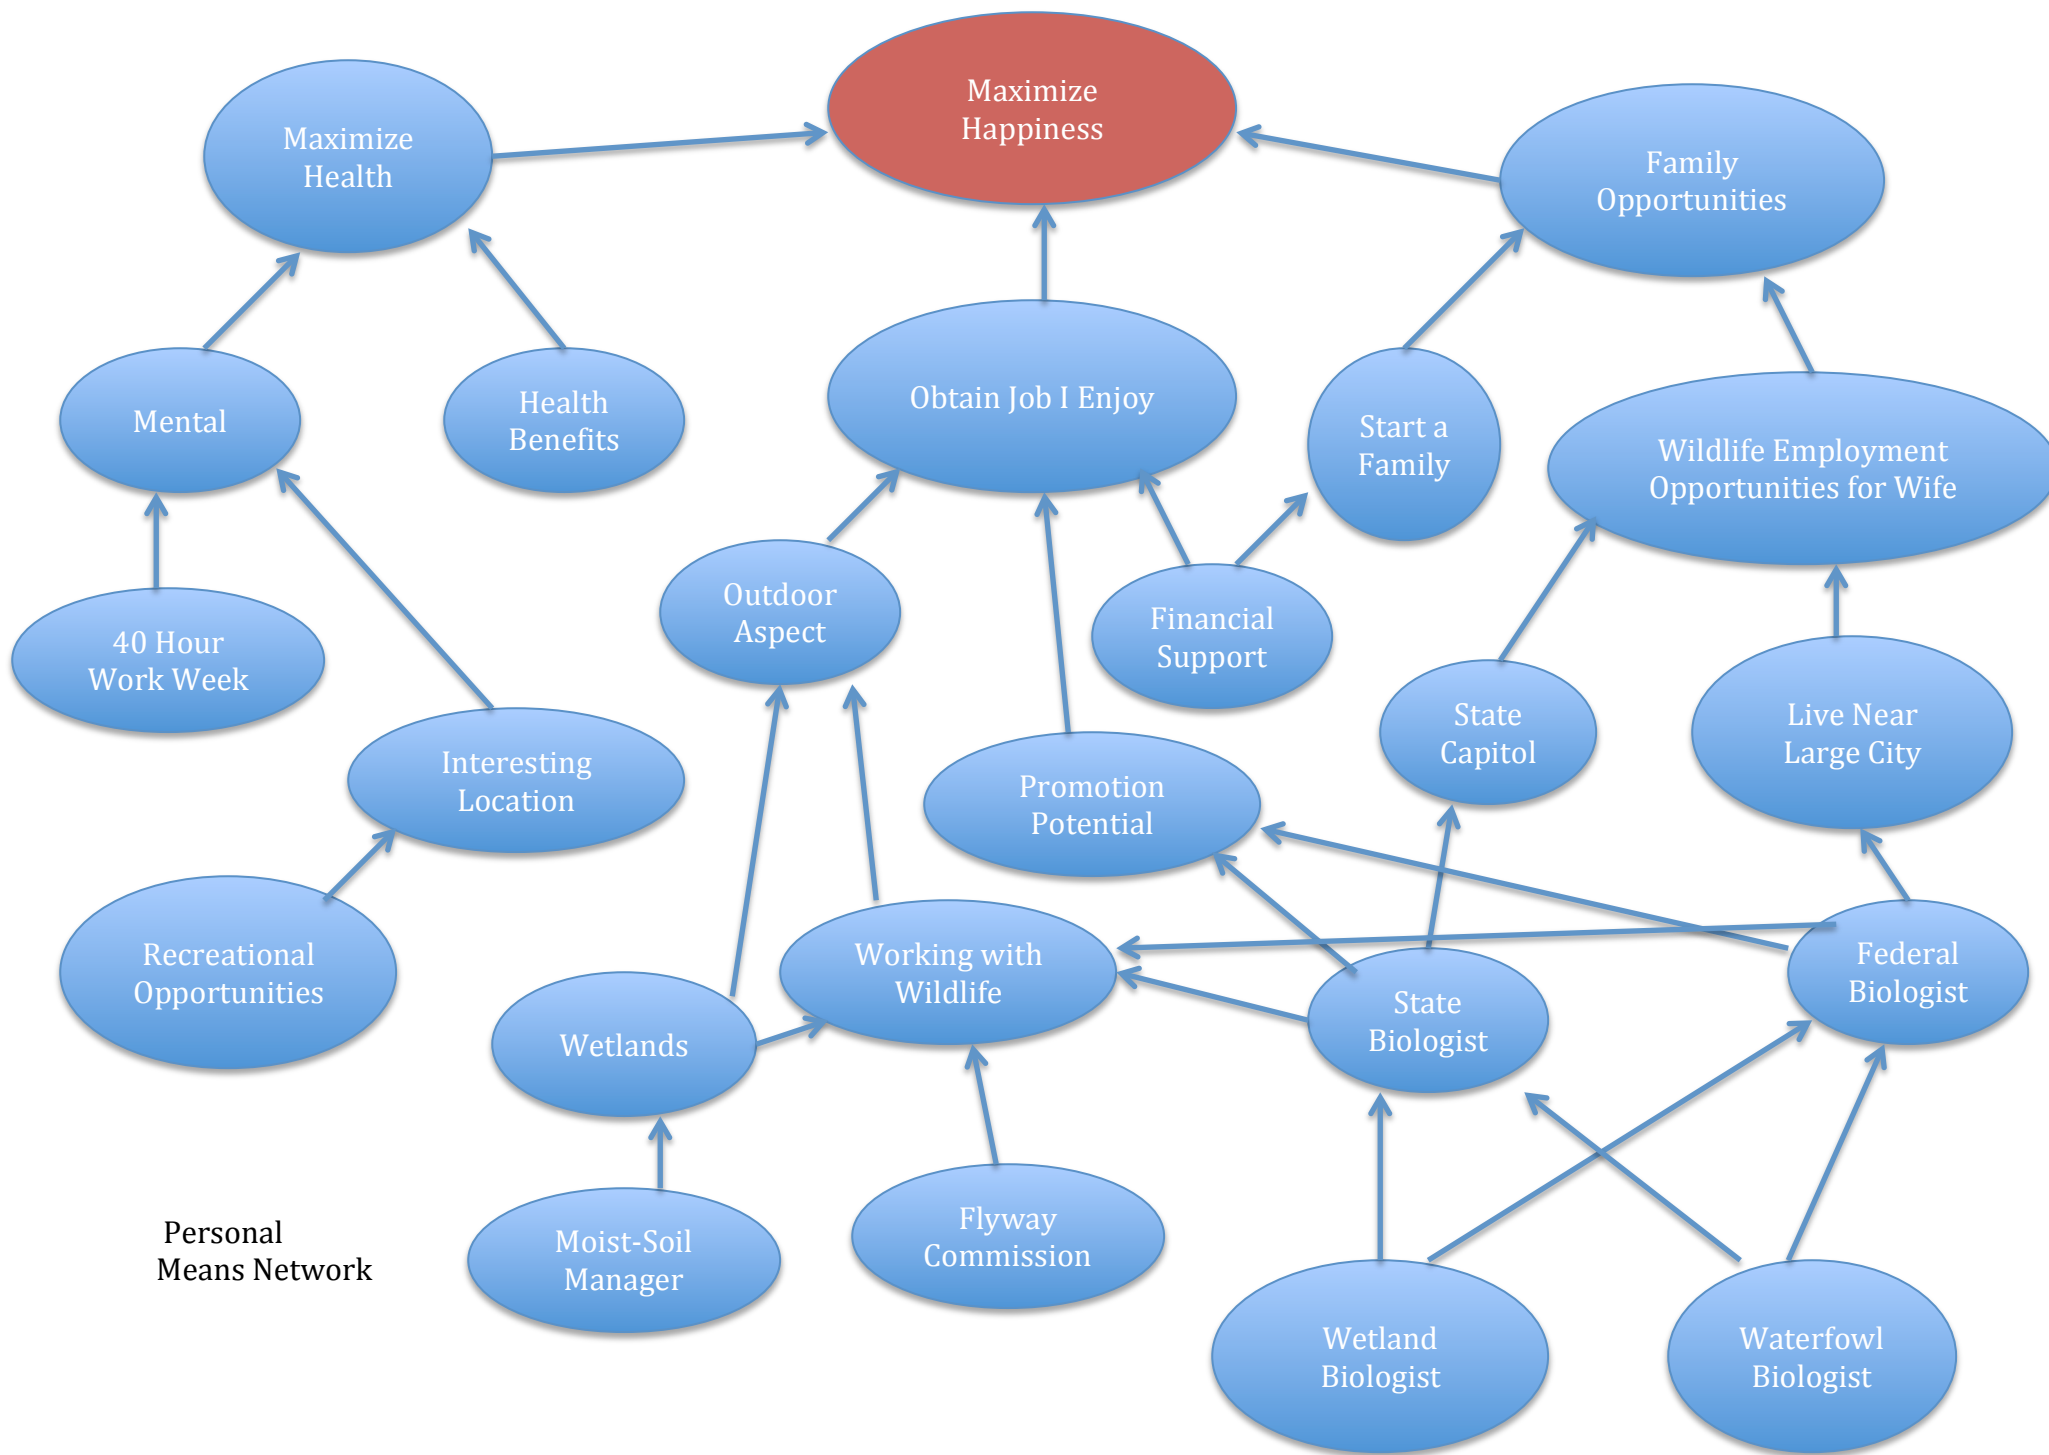 Maximize
Happiness
Maximize
Health
Family
Opportunities
Mental
Health
Benefits
Obtain Job I Enjoy
Start a
Family
Wildlife Employment
Opportunities for Wife
40 Hour
Work Week
Outdoor
Aspect
Financial
Support
State
Capitol
Live Near
Large City
Interesting
Location
Promotion
Potential
Recreational
Opportunities
Working with
Wildlife
Federal
Biologist
State
Biologist
Wetlands
Personal
Means Network
Moist-Soil
Manager
Flyway
Commission
Wetland
Biologist
Waterfowl
Biologist